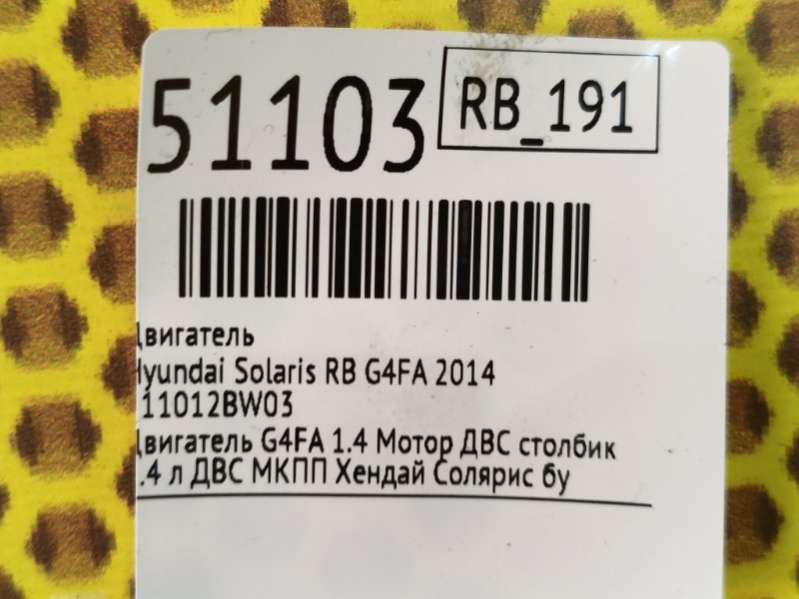 51103
RB_191
Двигатель
Hyundai Solaris RB G4FA 2014
11012BW03
Двигатель G4FA 1.4 Мотор ДВС столбик
.4 л ДВС МКПП Хендай Солярис бу